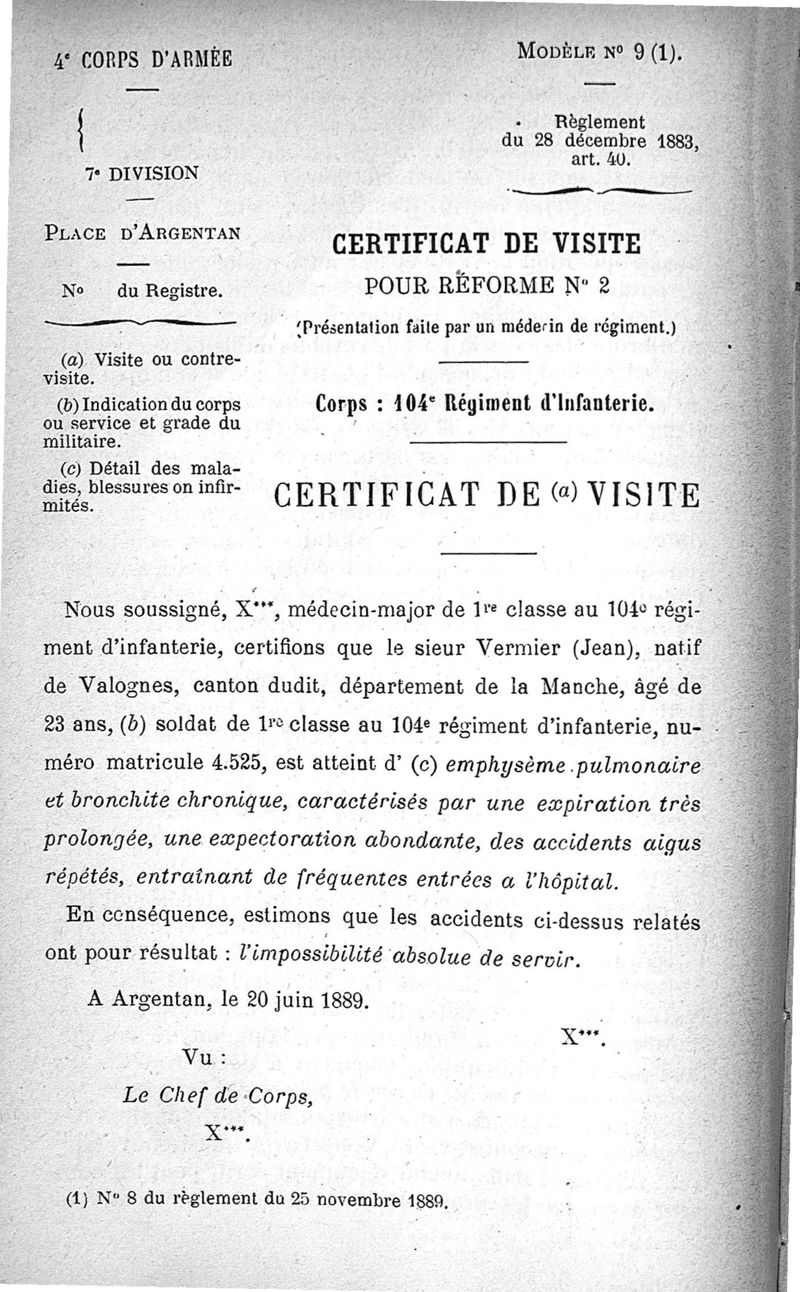 4e CORPS D'ARMÉE
7e DIVISION
PLACE D'ARGENTAN
No du Registre.
(a) Visite ou contre-
visite.
(b) Indication du corps
ou service et grade du
militaire.
(c) Détail des mala-
dies, blessures on infir-
mités.
MODÈLE No 9 (1).
Règlement
du 28 décembre 1883,
art. 40.
CERTIFICAT DE VISITE
POUR RÉFORME No 2
(Présentation faite par un médecin de régiment.)
Corps : 104e Régiment d'Infanterie.
CERTIFICAT DE (a) VISITE
Nous soussigné, X***, médecin-major de 1re classe au 104e régi-
ment d'infanterie, certifions que le sieur Vermier (Jean), natif
de Valognes, canton dudit, département de la Manche, âgé de
23 ans, (b) soldat de 1re classe au 104e régiment d'infanterie, nu-
méro matricule 4.525, est atteint d' (c) emphysème pulmonaire
et bronchite chronique, caractérisés par une expiration très
prolongée, une expectoration abondante, des accidents aigus
répétés, entraînant de fréquentes entrées a l'hôpital.
En conséquence, estimons que les accidents ci-dessus relatés
ont pour résultat : l'impossibilité absolue de servir.
A Argentan, le 20 juin 1889.
X***.
Vu :
Le Chef de Corps,
X***.
(1) No 8 du règlement du 25 novembre 1889.